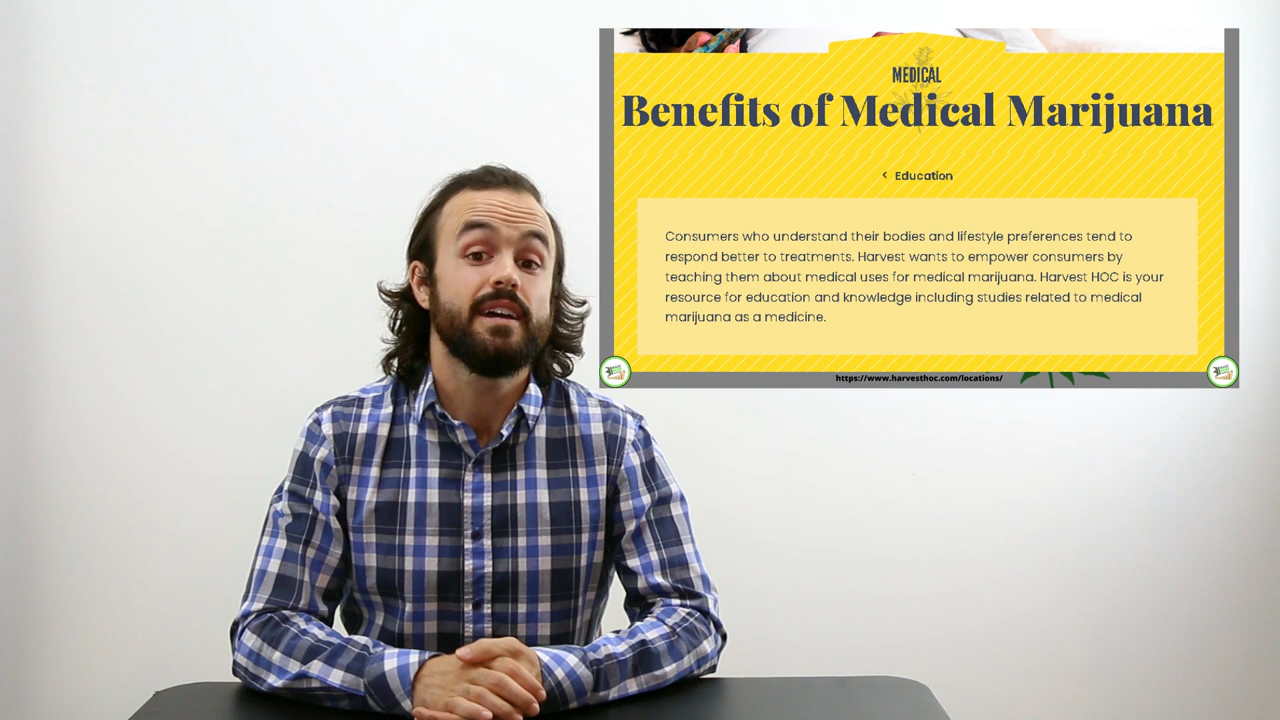 MEDICAL
Benefits of Medical Marijuana
‹ Education
Consumers who understand their bodies and lifestyle preferences tend to
respond better to treatments. Harvest wants to empower consumers by
teaching them about medical uses for medical marijuana. Harvest HOC is your
resource for education and knowledge including studies related to medical
marijuana as a medicine.
https://www.harvesthoc.com/locations/